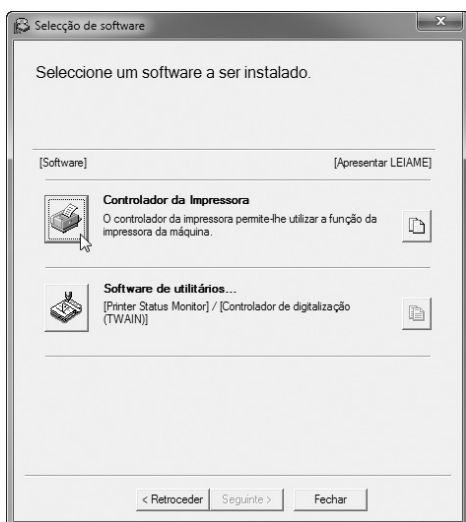 Selecção de software
Seleccione um software a ser instalado.
[Software] [Apresentar LEIAME]
Controlador da Impressora
O controlador da impressora permite-lhe utilizar a função da
impressora da máquina.
Software de utilitários...
[Printer Status Monitor] / [Controlador de digitalização
(TWAIN)]
< Retroceder Seguinte > Fechar